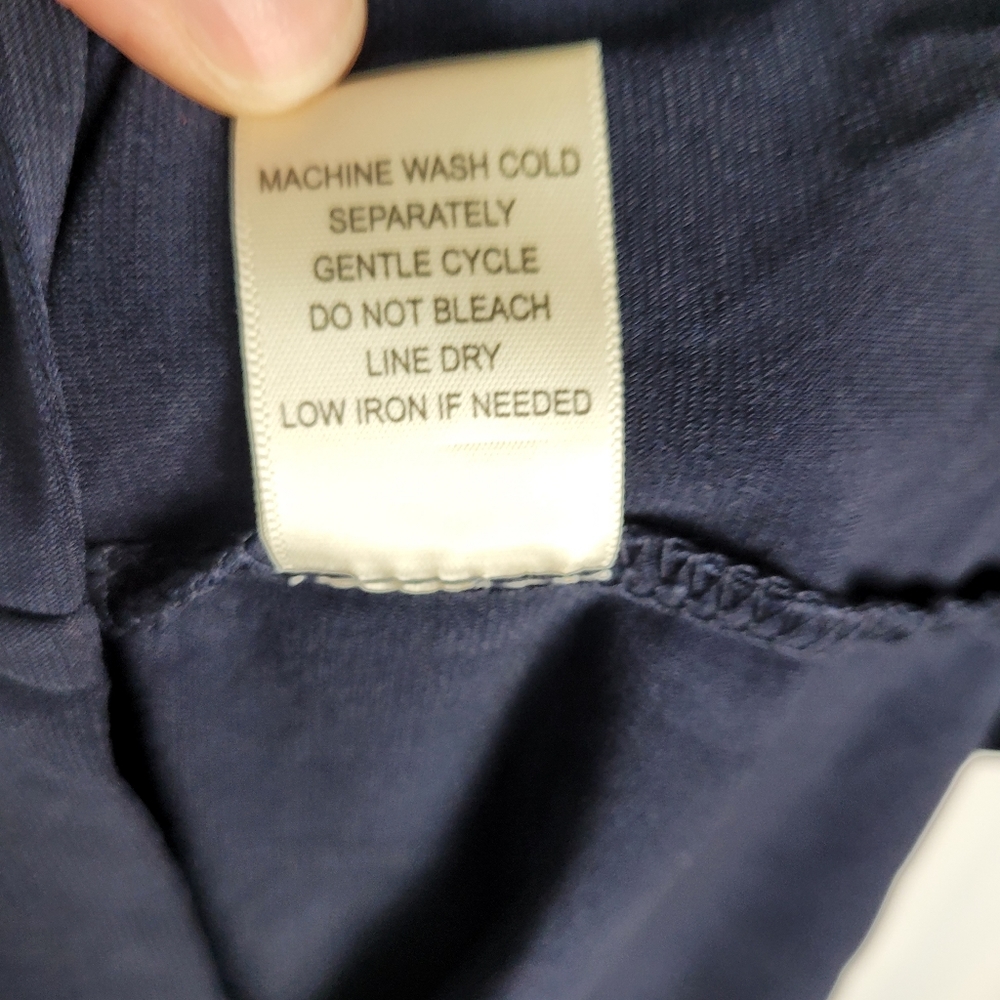 MACHINE WASH COLD
SEPARATELY
GENTLE CYCLE
DO NOT BLEACH
LINE DRY
LOW IRON IF NEEDED